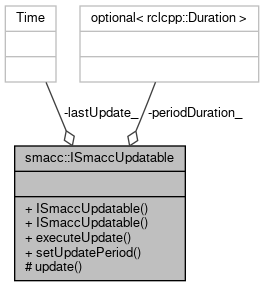 Time
optional< rclcpp::Duration >
-lastUpdate_
-periodDuration_
smacc::ISmaccUpdatable
+ ISmaccUpdatable()
+ ISmaccUpdatable()
+ executeUpdate()
+ setUpdatePeriod()
# update()